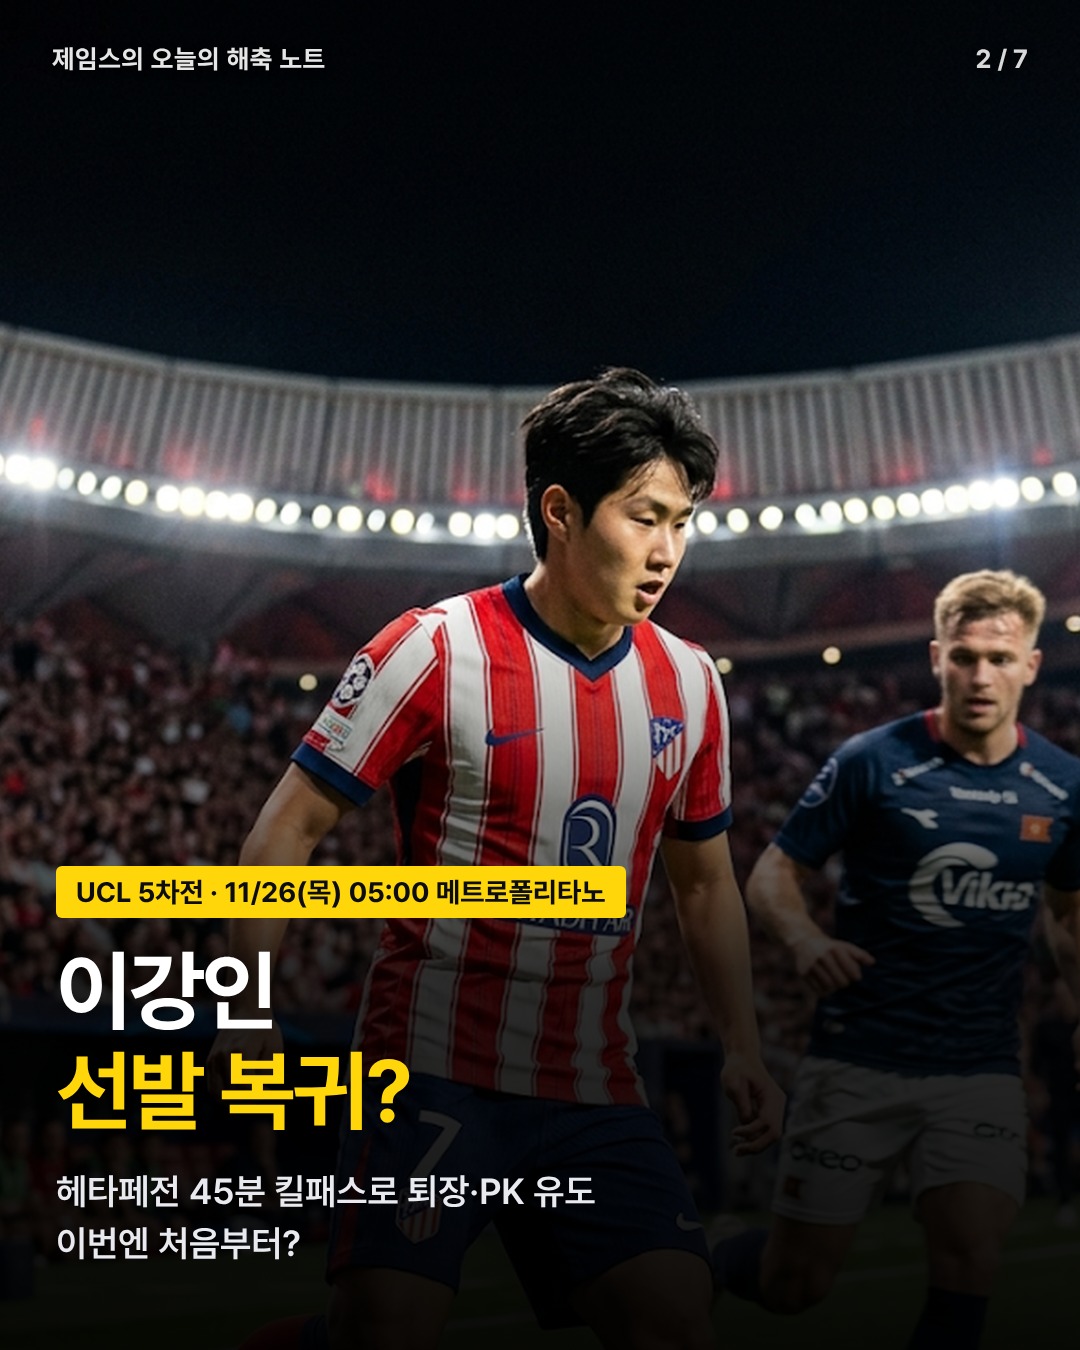 제임스의 오늘의 해축 노트
2 / 7
UCL 5차전 · 11/26(목) 05:00 메트로폴리타노
이강인
선발 복귀?
헤타페전 45분 킬패스로 퇴장·PK 유도
이번엔 처음부터?
7